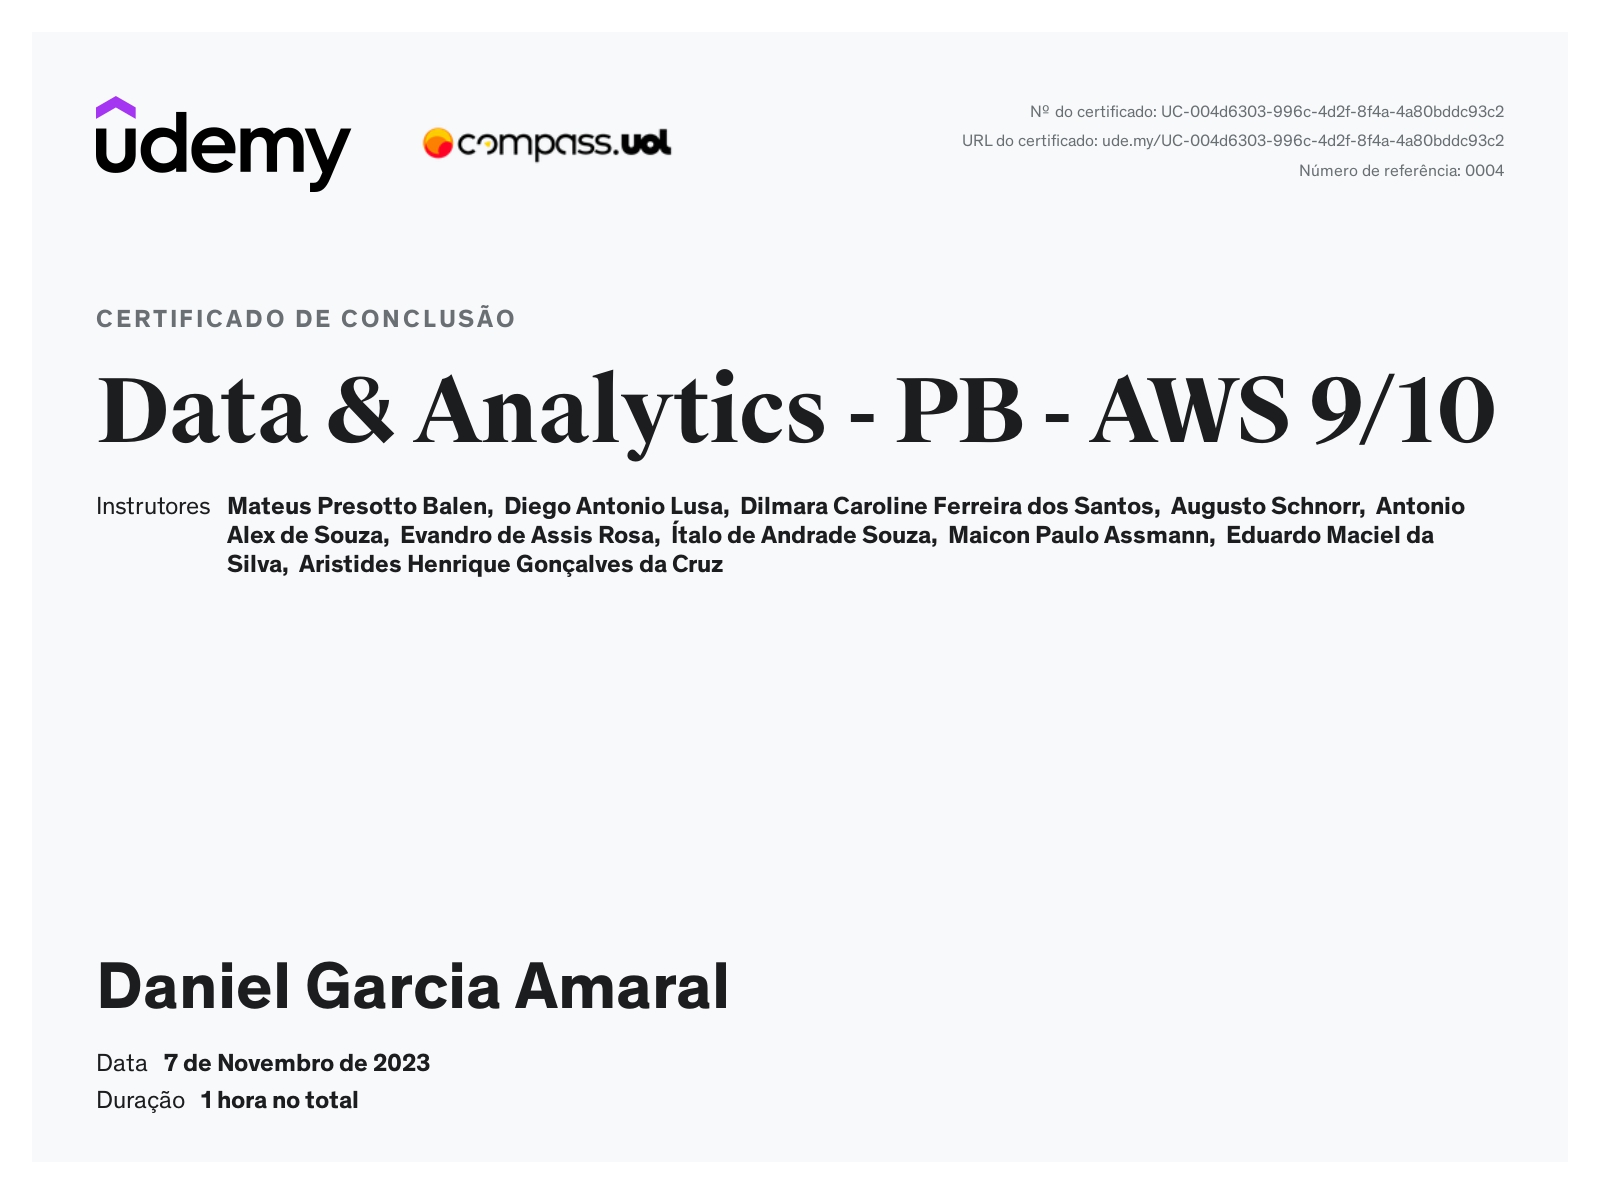 udemy
compass.uol
Nº do certificado: UC-004d6303-996c-4d2f-8f4a-4a80bddc93c2
URL do certificado: ude.my/UC-004d6303-996c-4d2f-8f4a-4a80bddc93c2
Número de referência: 0004
CERTIFICADO DE CONCLUSÃO
Data & Analytics - PB - AWS 9/10
Instrutores Mateus Presotto Balen, Diego Antonio Lusa, Dilmara Caroline Ferreira dos Santos, Augusto Schnorr, Antonio
Alex de Souza, Evandro de Assis Rosa, Ítalo de Andrade Souza, Maicon Paulo Assmann, Eduardo Maciel da
Silva, Aristides Henrique Gonçalves da Cruz
Daniel Garcia Amaral
Data 7 de Novembro de 2023
Duração 1 hora no total